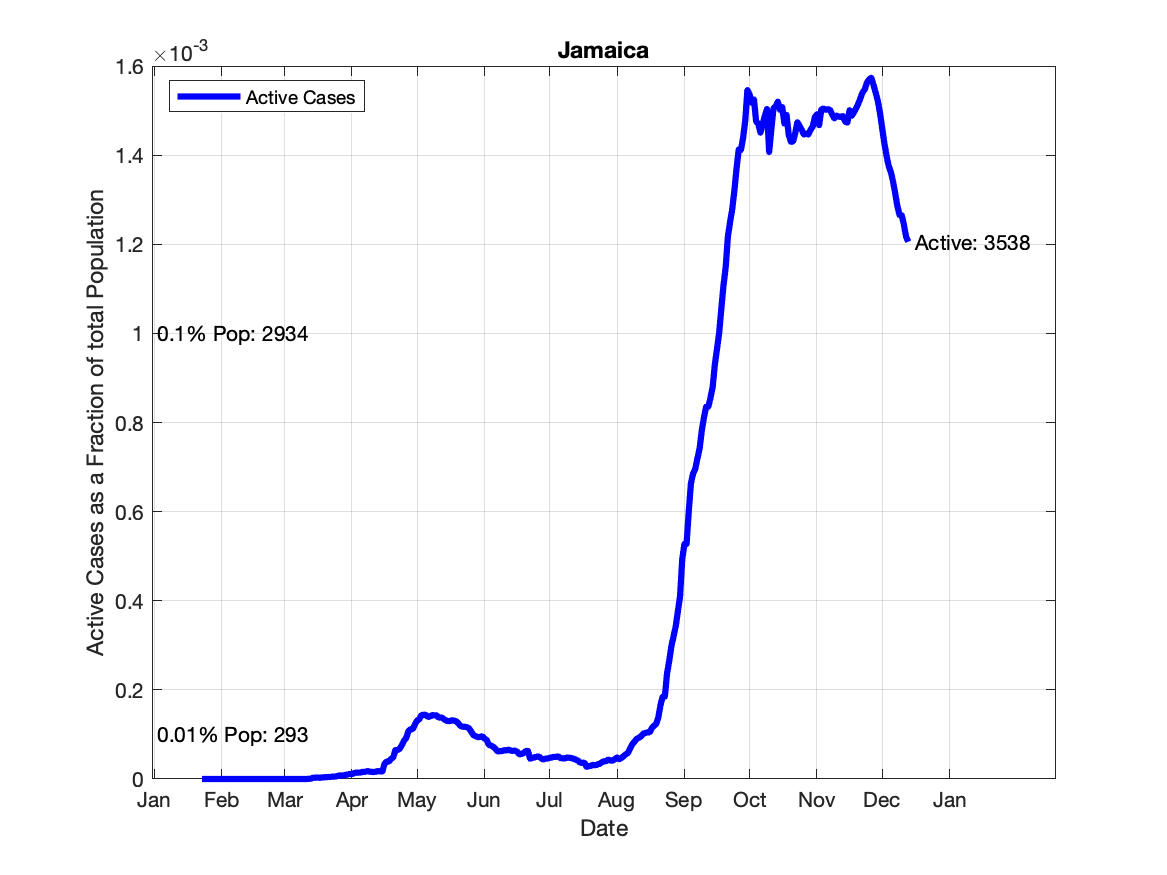 Jamaica
×10-3
1.6
1.4
1.2
1
0.8
0.6
0.4
0.2
0
Active Cases as a Fraction of total Population
Active Cases
Active: 3538
0.1% Pop: 2934
0.01% Pop: 293
Jan Feb Mar Apr May Jun Jul Aug Sep Oct Nov Dec Jan
Date